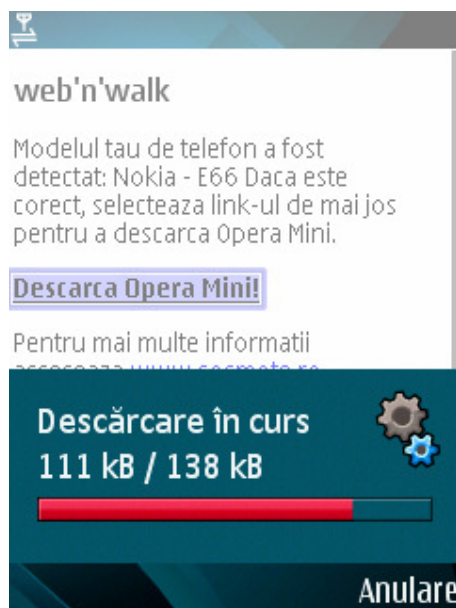 web'n'walk
Modelul tau de telefon a fost
detectat: Nokia - E66 Daca este
corect, selecteaza link-ul de mai jos
pentru a descarca Opera Mini.
Descarca Opera Mini!
Pentru mai multe informatii
Descărcare în curs
111 kB / 138 kB
Anulare